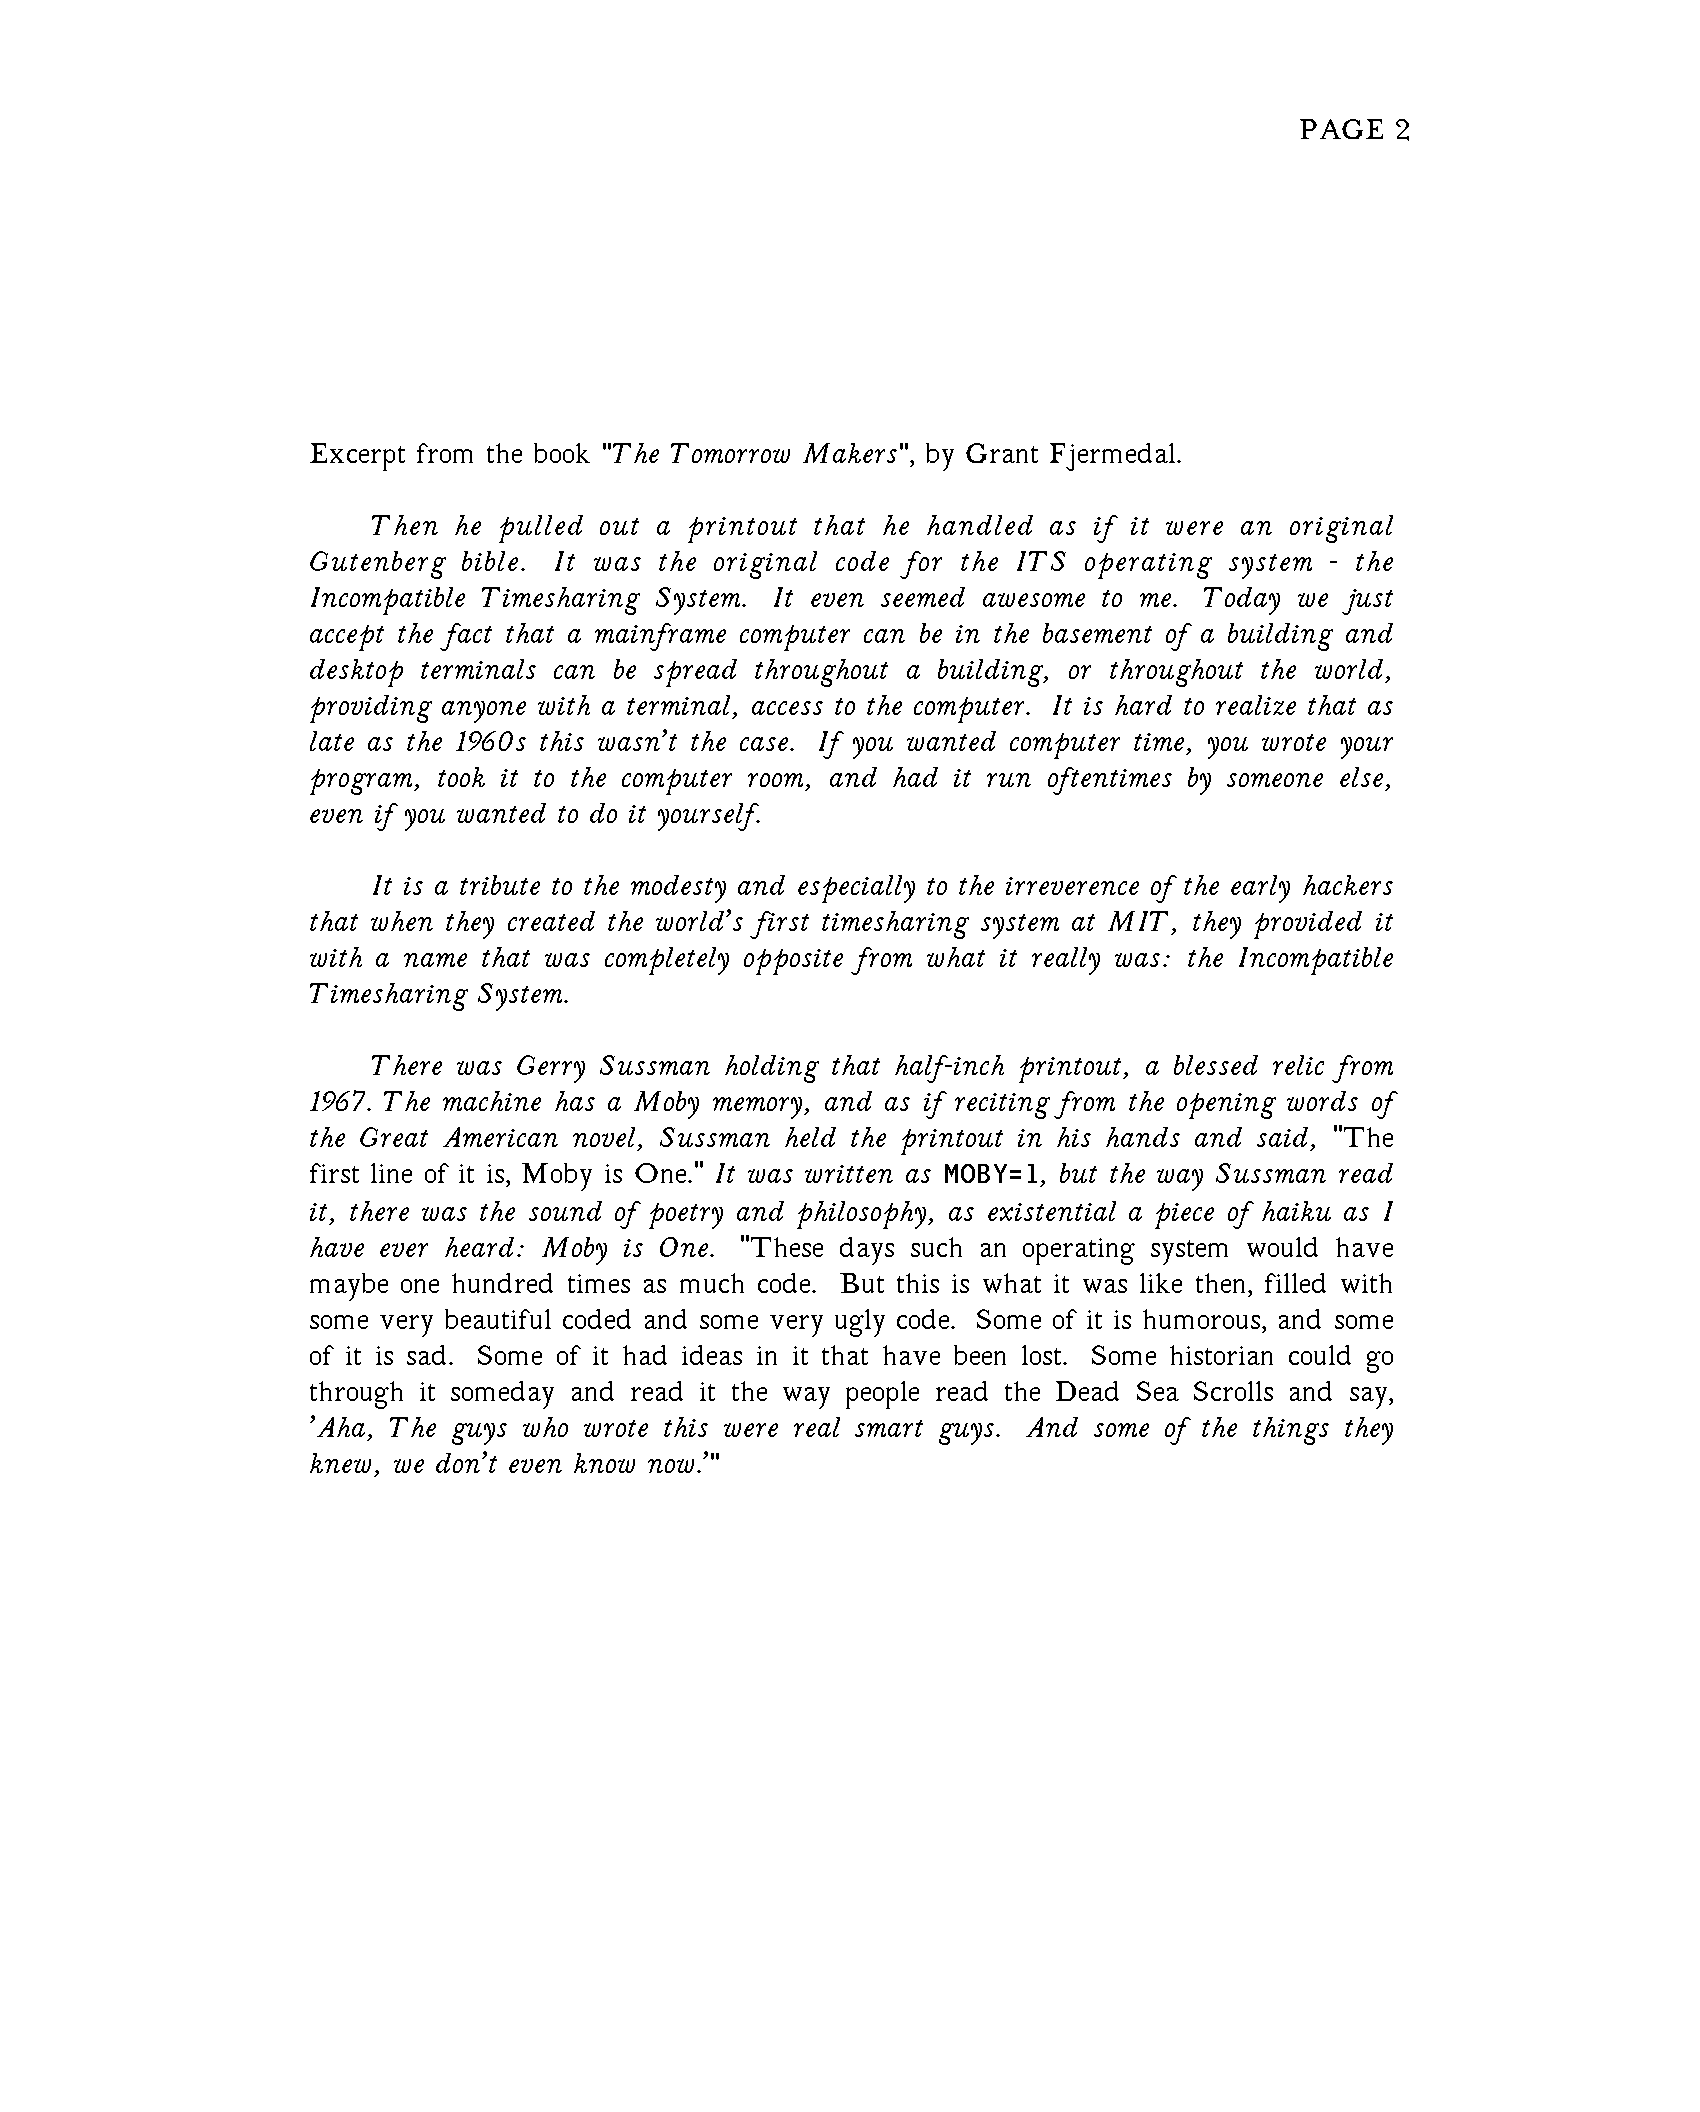 PAGE 2
Excerpt from the book "The Tomorrow Makers", by Grant Fjermedal.
Then he pulled out a printout that he handled as if it were an original
Gutenberg bible. It was the original code for the ITS operating system - the
Incompatible Timesharing System. It even seemed awesome to me. Today we just
accept the fact that a mainframe computer can be in the basement of a building and
desktop terminals can be spread throughout a building, or throughout the world,
providing anyone with a terminal, access to the computer. It is hard to realize that as
late as the 1960s this wasn't the case. If you wanted computer time, you wrote your
program, took it to the computer room, and had it run oftentimes by someone else,
even if you wanted to do it yourself.
It is a tribute to the modesty and especially to the irreverence of the early hackers
that when they created the world's first timesharing system at MIT, they provided it
with a name that was completely opposite from what it really was: the Incompatible
Timesharing System.
There was Gerry Sussman holding that half-inch printout, a blessed relic from
1967. The machine has a Moby memory, and as if reciting from the opening words of
the Great American novel, Sussman held the printout in his hands and said, "The
first line of it is, Moby is One." It was written as MOBY=1, but the way Sussman read
it, there was the sound of poetry and philosophy, as existential a piece of haiku as I
have ever heard: Moby is One. "These days such an operating system would have
maybe one hundred times as much code. But this is what it was like then, filled with
some very beautiful coded and some very ugly code. Some of it is humorous, and some
of it is sad. Some of it had ideas in it that have been lost. Some historian could go
through it someday and read it the way people read the Dead Sea Scrolls and say,
'Aha, The guys who wrote this were real smart guys. And some of the things they
knew, we don't even know now.'"